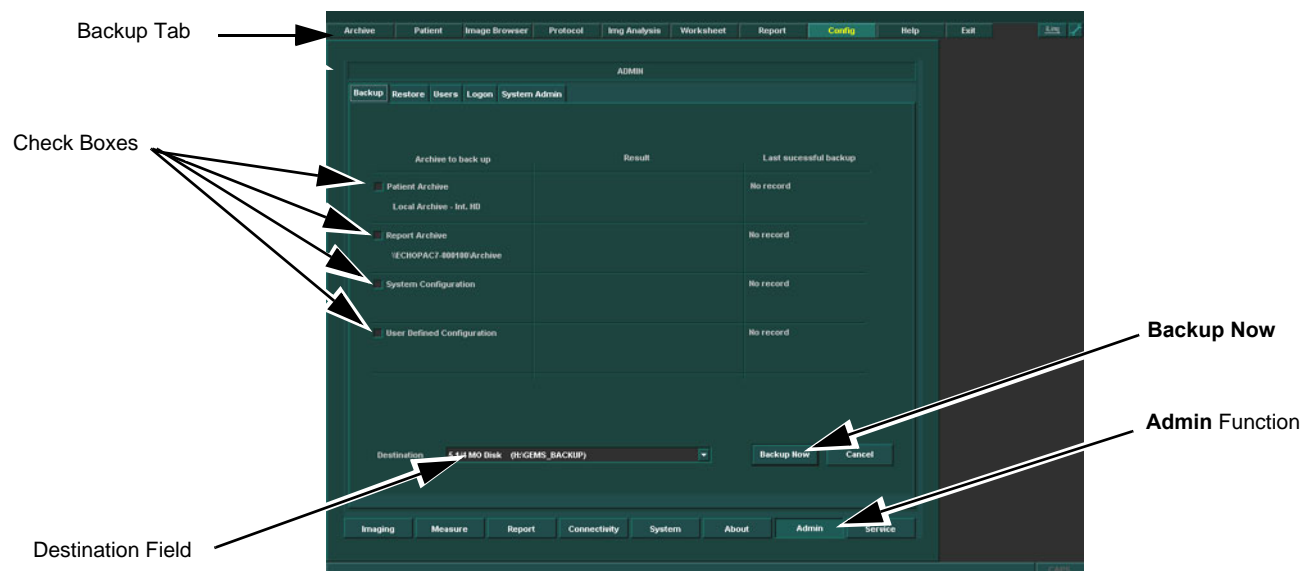 Backup Tab
Archive Patient Image Browser Protocol Img Analysis Worksheet Report Config Help Exit
ADMIN
Backup Restore Users Logon System Admin
Check Boxes
Archive to back up Result Last sucessful backup
Patient Archive No record
Local Archive - Int. HD
Report Archive No record
\\ECHOPAC7-800100\Archive
System Configuration No record
User Defined Configuration No record
Backup Now
Admin Function
Destination MO Disk (H:\GEMS_BACKUP) Backup Now Cancel
Imaging Measure Report Connectivity System About Admin Service
Destination Field